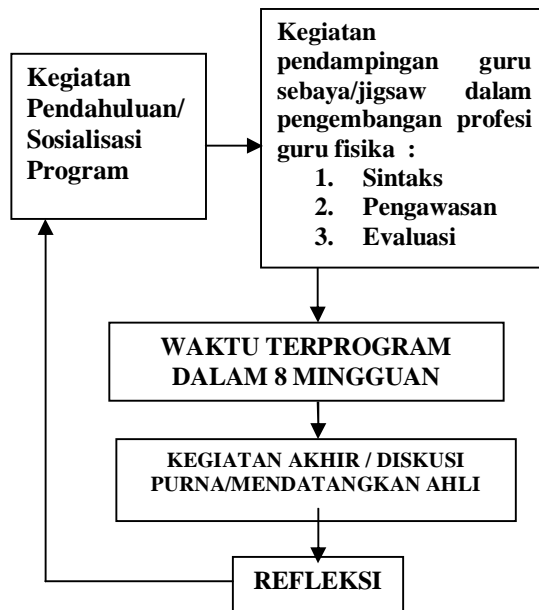 Kegiatan
Pendahuluan/
Sosialisasi
Program
Kegiatan
pendampingan guru
sebaya/jigsaw dalam
pengembangan profesi
guru fisika :
1. Sintaks
2. Pengawasan
3. Evaluasi
WAKTU TERPROGRAM
DALAM 8 MINGGUAN
KEGIATAN AKHIR / DISKUSI
PURNA/MENDATANGKAN AHLI
REFLEKSI